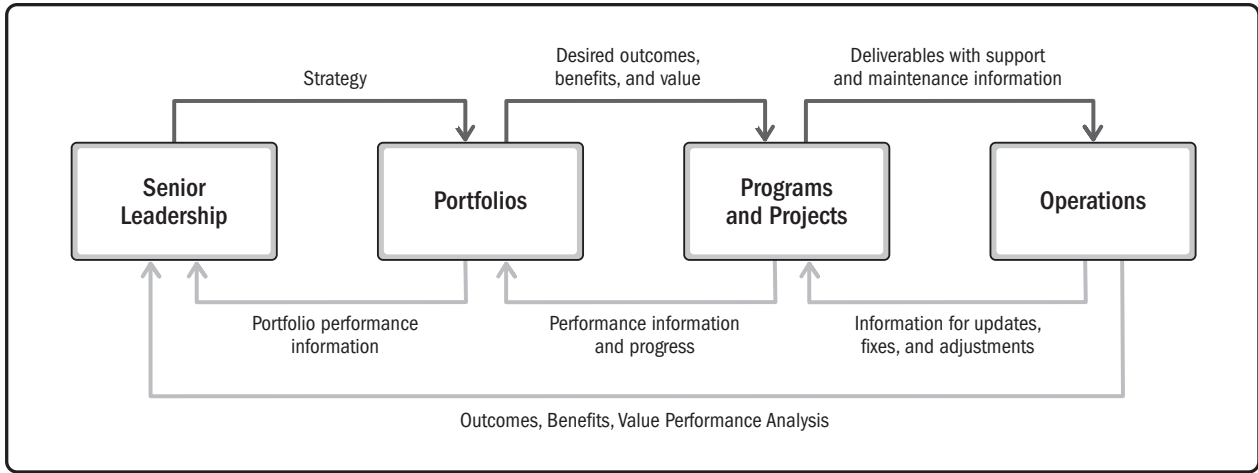 Strategy
Desired outcomes,
benefits, and value
Deliverables with support
and maintenance information
Senior
Leadership
Portfolios
Programs
and Projects
Operations
Portfolio performance
information
Performance information
and progress
Information for updates,
fixes, and adjustments
Outcomes, Benefits, Value Performance Analysis